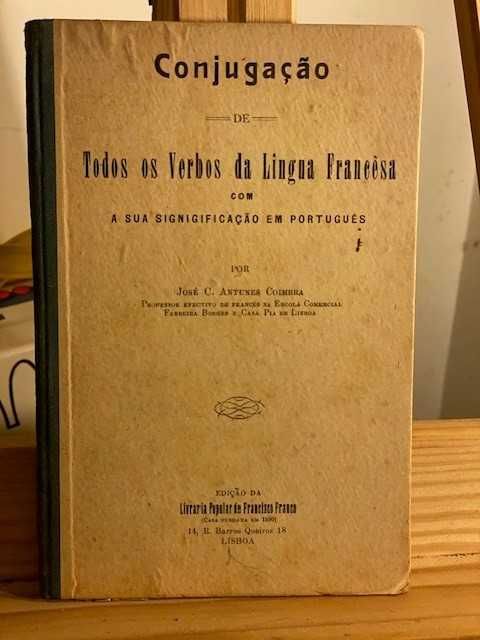 Conjugação
DE
Todos os Verbos da Lingua Francêsa
COM
A SUA SIGNIGIFICAÇÃO EM PORTUGUÊS
POR
JOSÉ C. ANTUNES COIMBRA
PROFESSOR EFECTIVO DE FRANCÊS NA ESCOLA COMERCIAL
FERREIRA BORGES E CASA PIA DE LISBOA
EDIÇÃO DA
Livraria Popular de Francisco Franco
(CASA FUNDADA EM 1890)
14, R. BARROS QUEIROZ 18
LISBOA